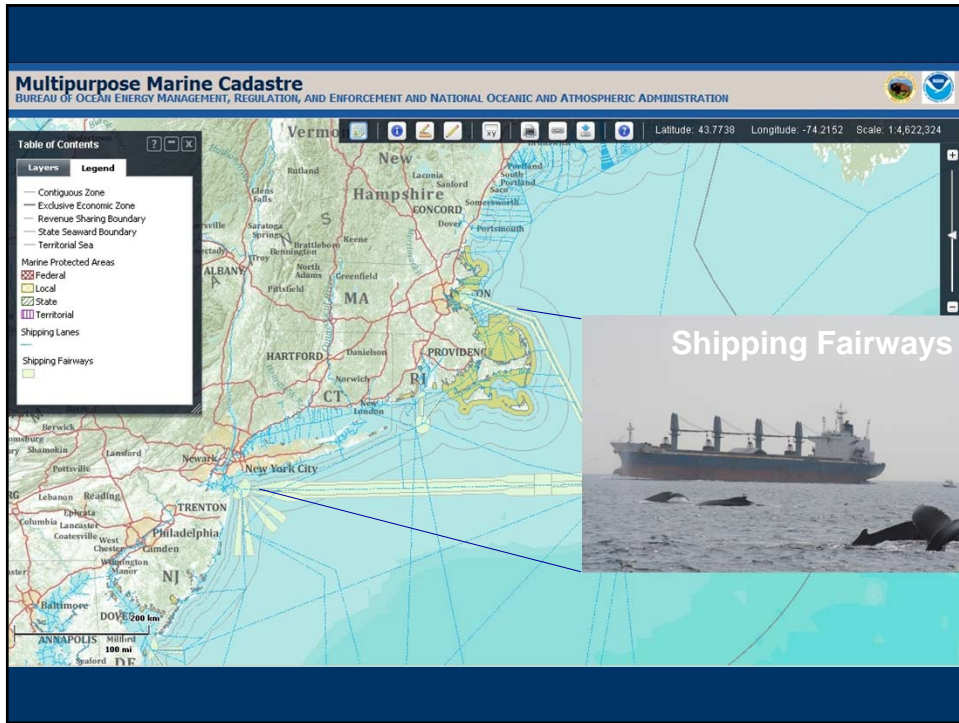 Multipurpose Marine Cadastre
BUREAU OF OCEAN ENERGY MANAGEMENT, REGULATION, AND ENFORCEMENT AND NATIONAL OCEANIC AND ATMOSPHERIC ADMINISTRATION
Latitude: 43.7738 Longitude: -74.2152 Scale: 1:4,622,324
Table of Contents
Layers Legend
Contiguous Zone
Exclusive Economic Zone
Revenue Sharing Boundary
State Seaward Boundary
Territorial Sea
Marine Protected Areas
Federal
Local
State
Territorial
Shipping Lanes
Shipping Fairways
Shipping Fairways
New
Hampshire
CONCORD
Rutland
Laconia
Sanford
Portland
South
Portland
Saco
Somersworth
Dover
Portsmouth
Glens
Falls
Saratoga
Springs
Brattleboro
Keene
Bennington
Troy
ALBANY
North
Adams
Greenfield
Pittsfield
MA
HARTFORD
Danielson
Norwich
New
London
CT
RI
Berwick
Shamokin
Lansford
Pottsville
Newark
New York City
Lebanon
Reading
TRENTON
Ephrata
Columbia
Lancaster
Coatesville
West
Chester
Philadelphia
Camden
Wilmington
Manor
NJ
Baltimore
200 km
ANNAPOLIS
Milford
100 mi
Seaford
DE